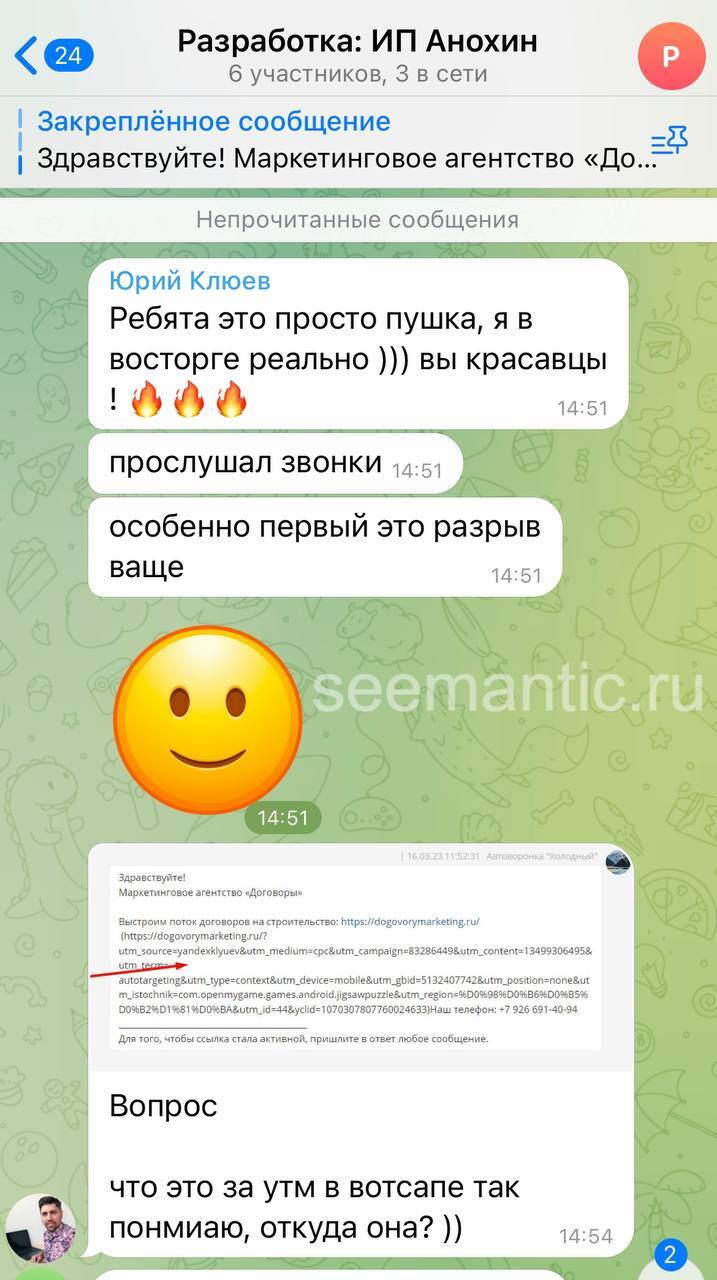 24
Разработка: ИП Анохин
6 участников, 3 в сети
Р
Закреплённое сообщение
Здравствуйте! Маркетинговое агентство «До...
Непрочитанные сообщения
Юрий Клюев
Ребята это просто пушка, я в
восторге реально ))) вы красавцы
! 🔥🔥🔥
14:51
прослушал звонки 14:51
особенно первый это разрыв
ваще
14:51
seemantic.ru
14:51
| 16.03.23 11:52:31 Автоворонка "Холодный"
Здравствуйте!
Маркетинговое агентство «Договоры»
Выстроим поток договоров на строительство: https://dogovorymarketing.ru/
(https://dogovorymarketing.ru/?
utm_source=yandexklyuev&utm_medium=cpc&utm_campaign=83286449&utm_content=13499306495&
utm_term=
autotargeting&utm_type=context&utm_device=mobile&utm_gbid=5132407742&utm_position=none&ut
m_istochnik=com.openmygame.games.android.jigsawpuzzle&utm_region=%D0%98%D0%B6%D0%B5%
D0%B2%D1%81%D0%BA&utm_id=44&yclid=1070307807760024633)Наш телефон: +7 926 691-40-94
Для того, чтобы ссылка стала активной, пришлите в ответ любое сообщение.
Вопрос
что это за утм в вотсапе так
понмиаю, откуда она? ))
14:54
2